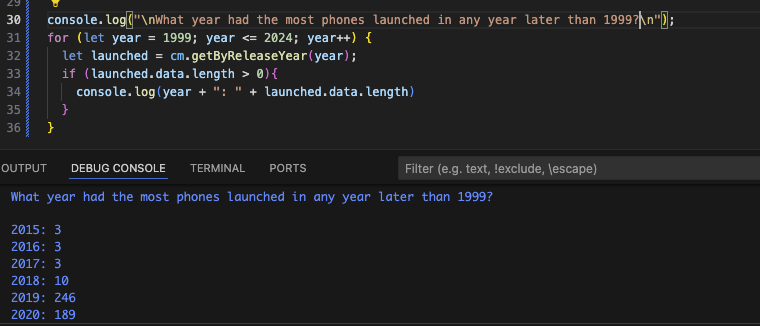 29
30 console.log("\nWhat year had the most phones launched in any year later than 1999?\n");
31 for (let year = 1999; year <= 2024; year++) {
32 let launched = cm.getByReleaseYear(year);
33 if (launched.data.length > 0){
34 console.log(year + ": " + launched.data.length)
35 }
36 }
OUTPUT DEBUG CONSOLE TERMINAL PORTS Filter (e.g. text, !exclude, \escape)
What year had the most phones launched in any year later than 1999?
2015: 3
2016: 3
2017: 3
2018: 10
2019: 246
2020: 189